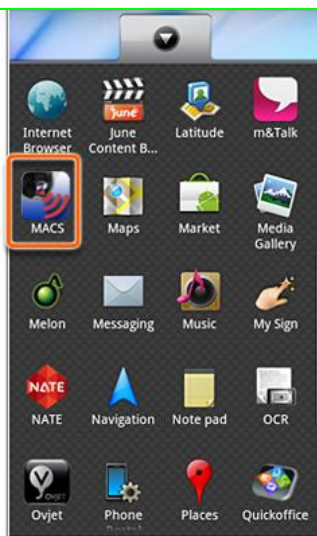 Internet June Latitude m&Talk
Browser Content B...
MACS Maps Market Media
Gallery
Melon Messaging Music My Sign
NATE
NATE Navigation Note pad OCR
OVJET
Ovjet Phone Places Quickoffice
Portal